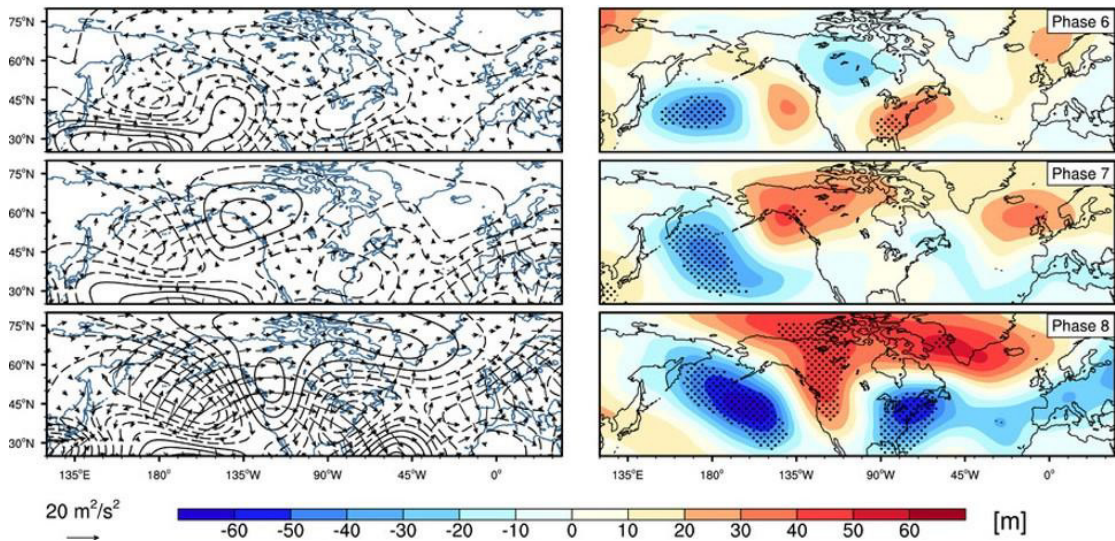 75°N
60°N
45°N
30°N
Phase 6
75°N
60°N
45°N
30°N
Phase 7
75°N
60°N
45°N
30°N
Phase 8
135°E 180° 135°W 90°W 45°W 0° 135°E 180° 135°W 90°W 45°W 0°
20 m²/s²
-60 -50 -40 -30 -20 -10 0 10 20 30 40 50 60 [m]